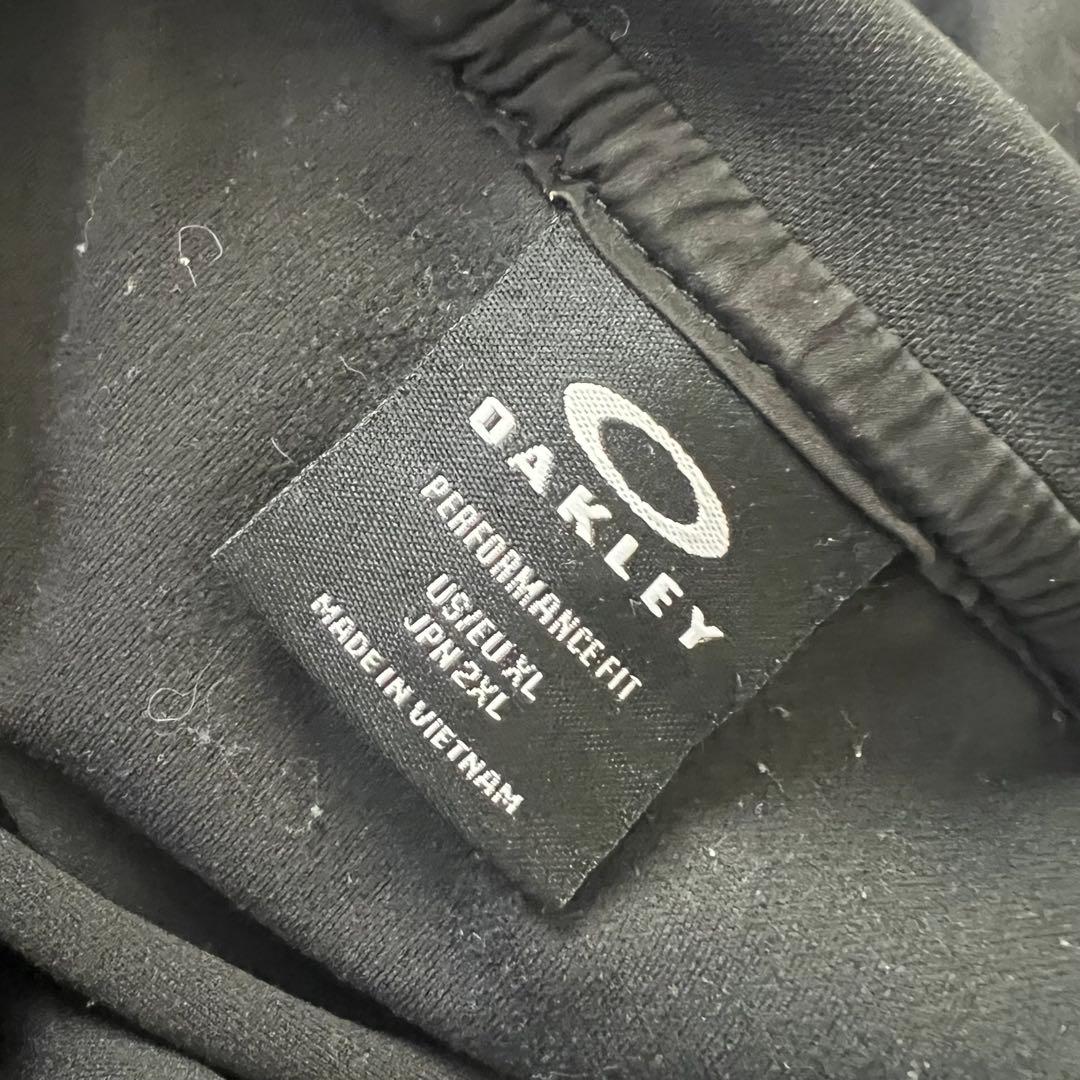 OAKLEY
PERFORMANCE FIT
US/EU XL
JPN 2XL
MADE IN VIETNAM